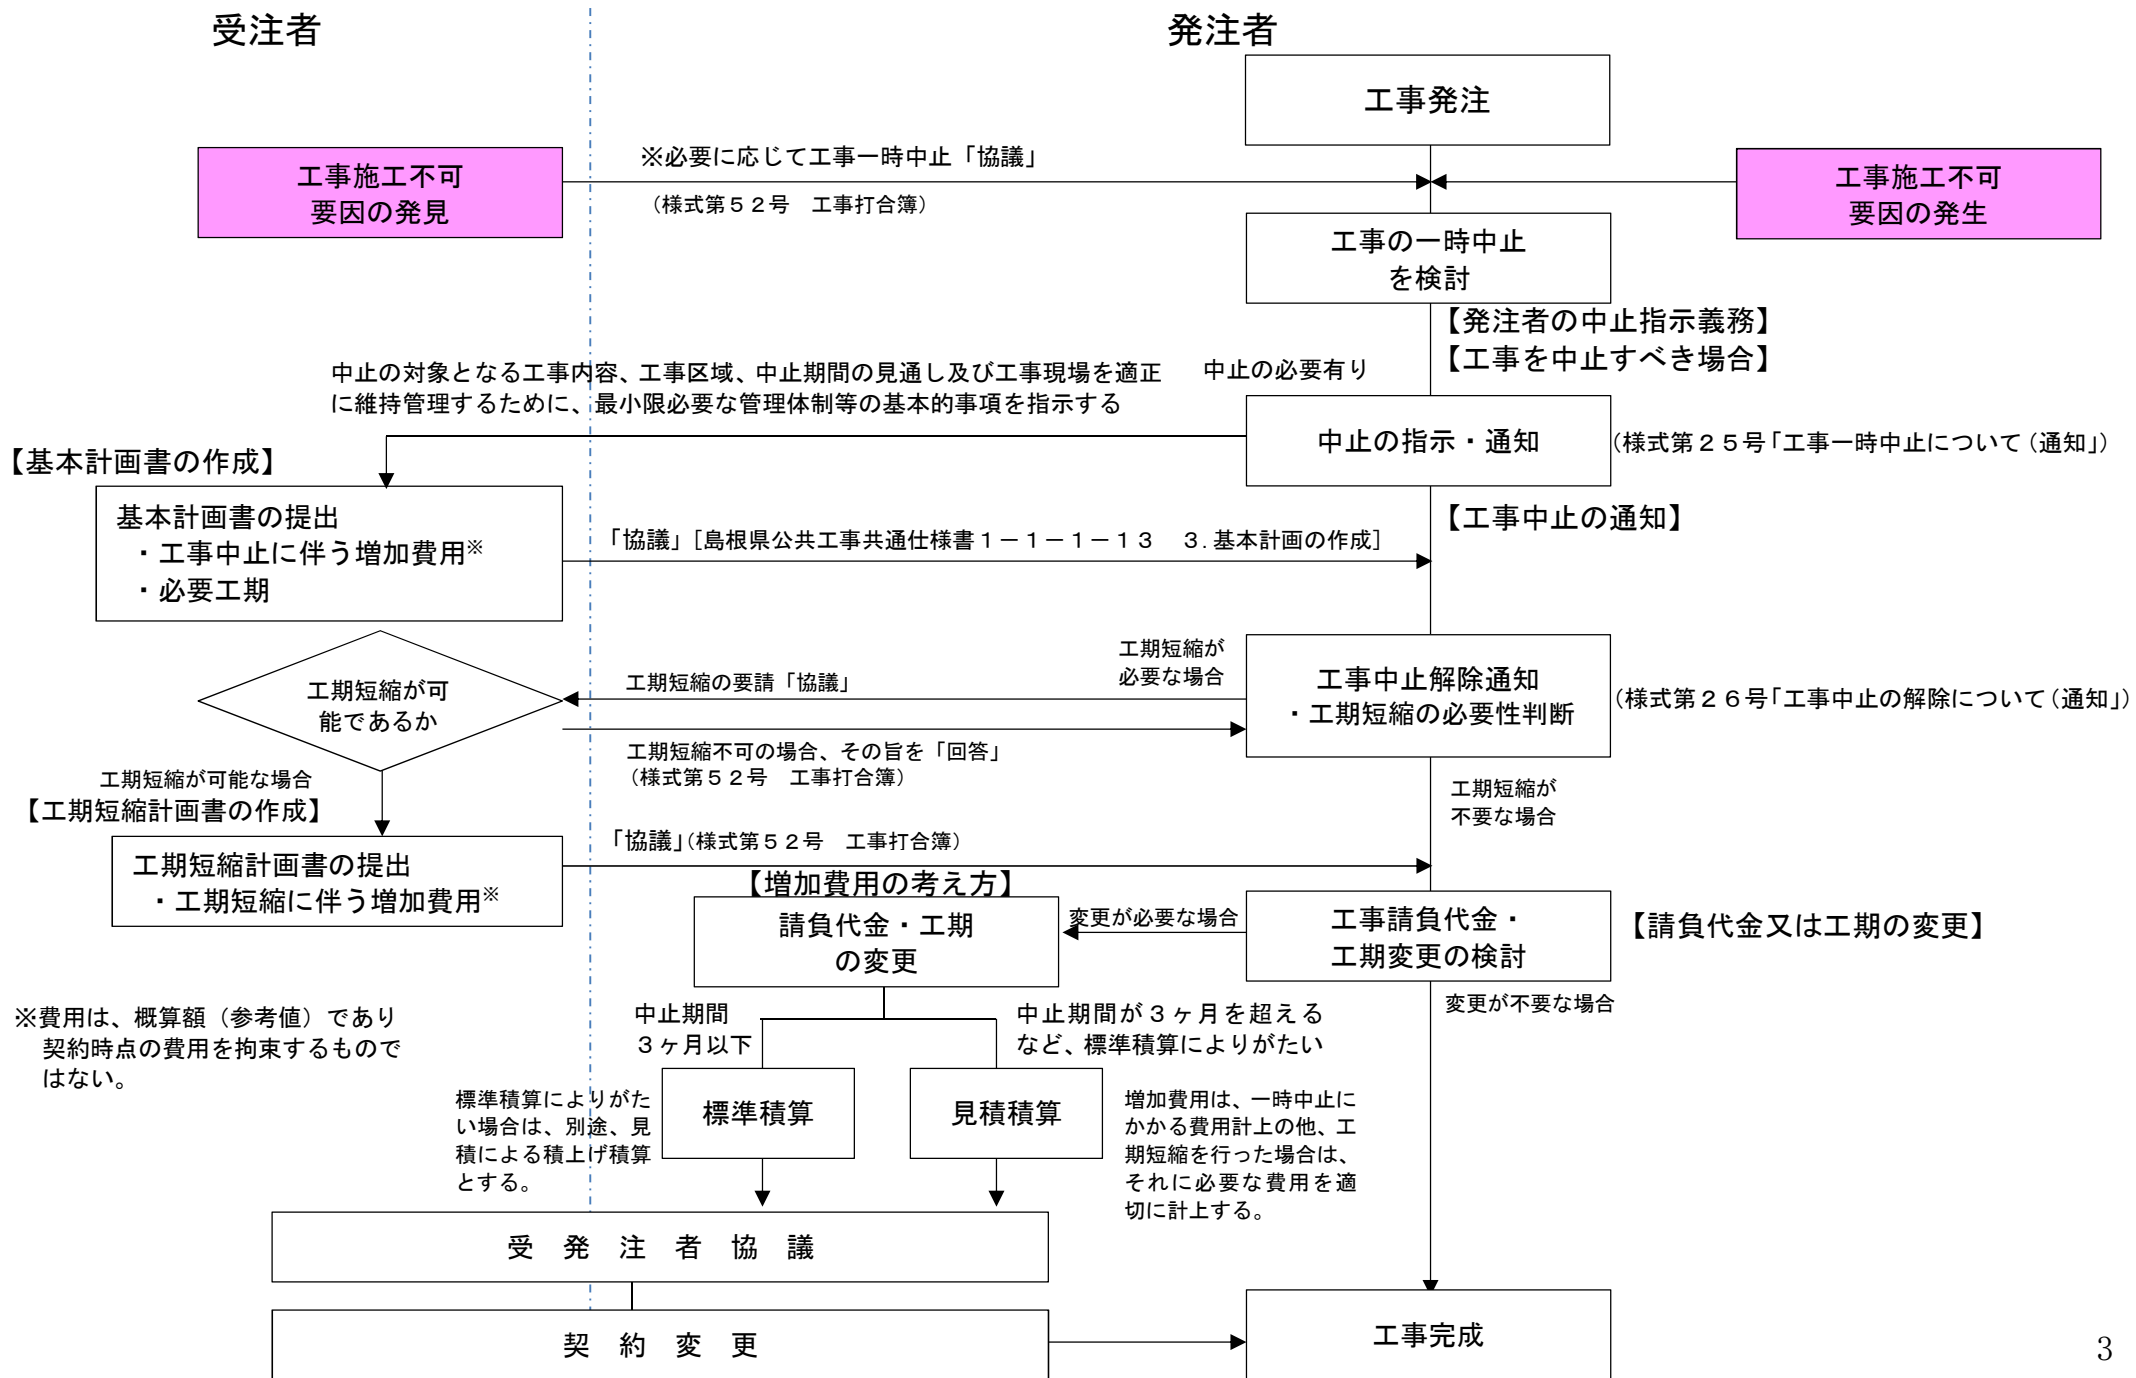 受注者
発注者
工事発注
工事施工不可
要因の発見
※必要に応じて工事一時中止「協議」
(様式第52号　工事打合簿)
工事施工不可
要因の発生
工事の一時中止
を検討
【発注者の中止指示義務】
【工事を中止すべき場合】
中止の対象となる工事内容、工事区域、中止期間の見通し及び工事現場を適正
に維持管理するために、最小限必要な管理体制等の基本的事項を指示する
中止の必要有り
中止の指示・通知
(様式第25号「工事一時中止について(通知」)
【基本計画書の作成】
基本計画書の提出
・工事中止に伴う増加費用※
・必要工期
【工事中止の通知】
「協議」[島根県公共工事共通仕様書1－1－1－13　3.基本計画の作成]
工期短縮が可
能であるか
工期短縮の要請「協議」
工期短縮が
必要な場合
工事中止解除通知
・工期短縮の必要性判断
(様式第26号「工事中止の解除について(通知」)
工期短縮不可の場合、その旨を「回答」
(様式第52号　工事打合簿)
工期短縮が可能な場合
【工期短縮計画書の作成】
工期短縮が
不要な場合
工期短縮計画書の提出
・工期短縮に伴う増加費用※
「協議」(様式第52号　工事打合簿)
【増加費用の考え方】
請負代金・工期
の変更
変更が必要な場合
工事請負代金・
工期変更の検討
【請負代金又は工期の変更】
変更が不要な場合
※費用は、概算額（参考値）であり
契約時点の費用を拘束するもので
はない。
中止期間
3ヶ月以下
中止期間が3ヶ月を超える
など、標準積算によりがたい
標準積算によりがた
い場合は、別途、見
積による積上げ積算
とする。
標準積算
見積積算
増加費用は、一時中止に
かかる費用計上の他、工
期短縮を行った場合は、
それに必要な費用を適
切に計上する。
受　発　注　者　協　議
契　約　変　更
工事完成
3